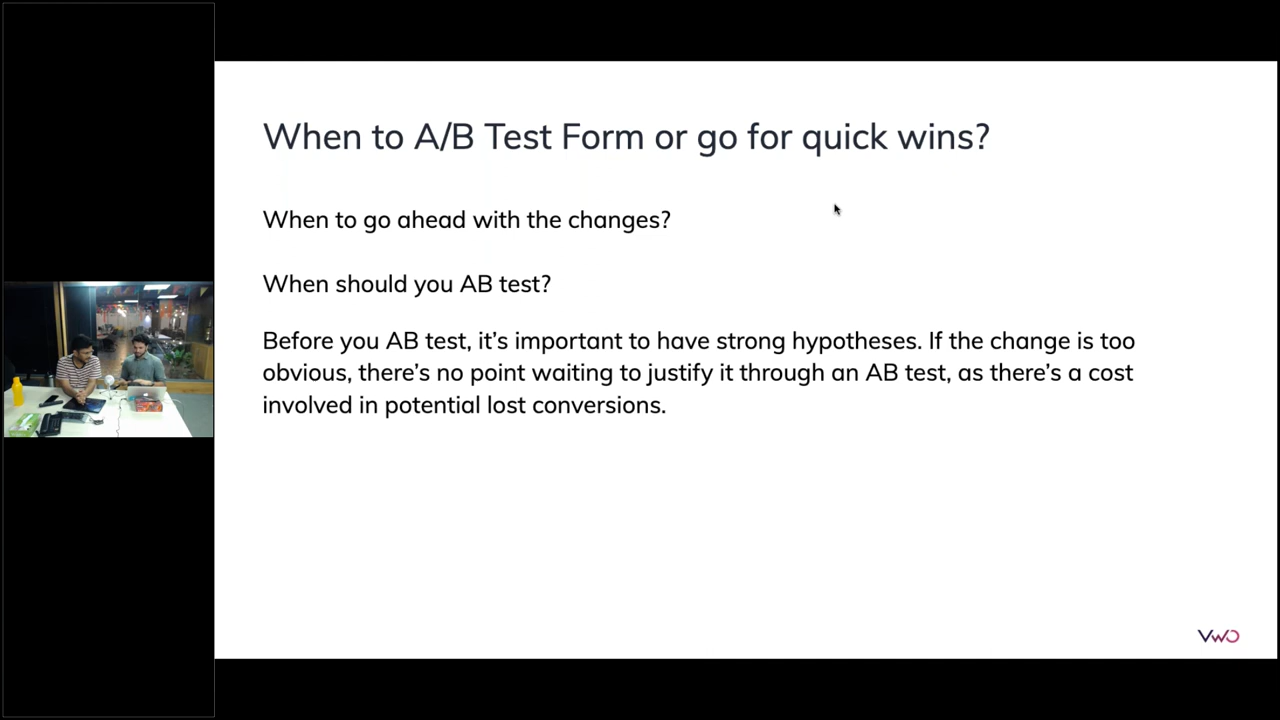 When to A/B Test Form or go for quick wins?
When to go ahead with the changes?
When should you AB test?
Before you AB test, it's important to have strong hypotheses. If the change is too
obvious, there's no point waiting to justify it through an AB test, as there's a cost
involved in potential lost conversions.
VWO